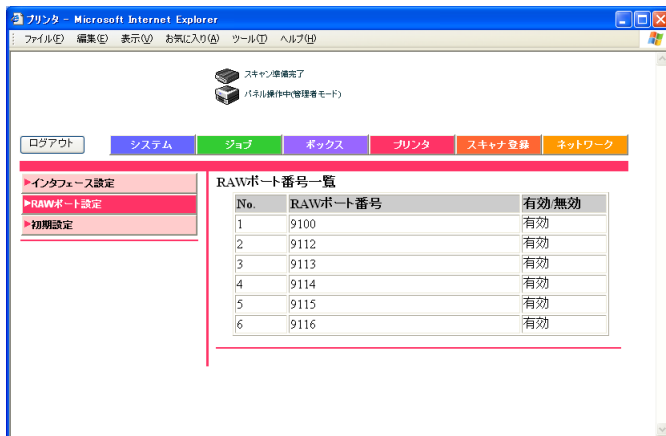 プリンタ - Microsoft Internet Explorer
ファイル(F) 編集(E) 表示(V) お気に入り(A) ツール(T) ヘルプ(H)
スキャン準備完了
パネル操作中(管理者モード)
ログアウト システム ジョブ ボックス プリンタ スキャナ登録 ネットワーク
インタフェース設定
RAWポート設定
初期設定
RAWポート番号一覧
No. RAWポート番号 有効/無効
1 9100 有効
2 9112 有効
3 9113 有効
4 9114 有効
5 9115 有効
6 9116 有効